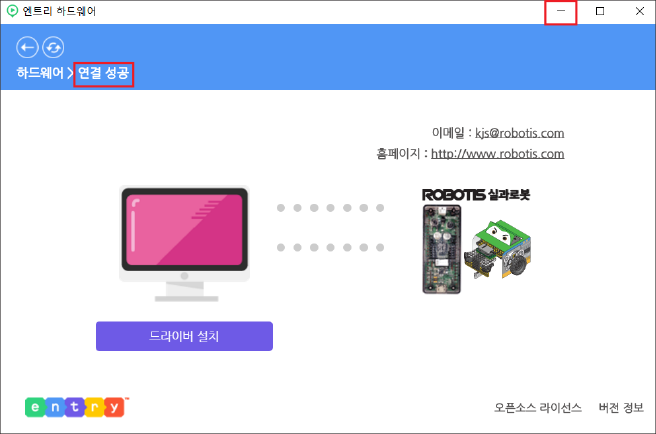 엔트리 하드웨어
하드웨어 > 연결 성공
이메일 : kjs@robotis.com
홈페이지 : http://www.robotis.com
ROBOTIS 실과로봇
드라이버 설치
entry™
오픈소스 라이선스 버전 정보